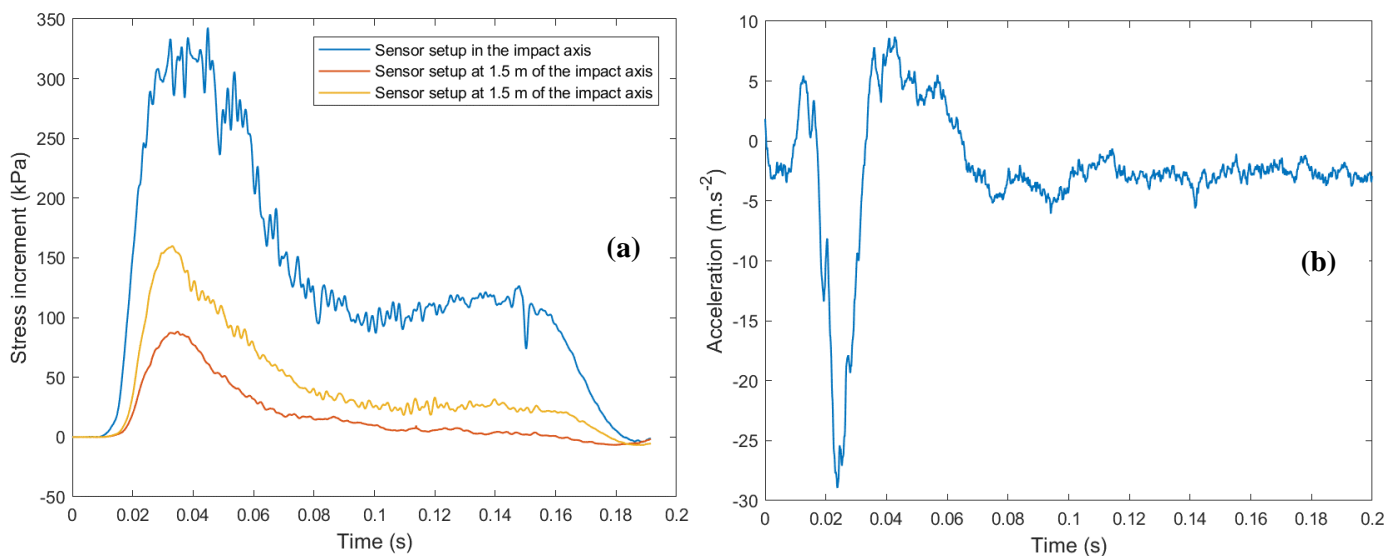 350
300
250
200
150
100
50
0
-50
Stress increment (kPa)
Sensor setup in the impact axis
Sensor setup at 1.5 m of the impact axis
Sensor setup at 1.5 m of the impact axis
(a)
0 0.02 0.04 0.06 0.08 0.1 0.12 0.14 0.16 0.18 0.2
Time (s)
10
5
0
-5
-10
-15
-20
-25
-30
Acceleration (m.s-2)
(b)
0 0.02 0.04 0.06 0.08 0.1 0.12 0.14 0.16 0.18 0.2
Time (s)